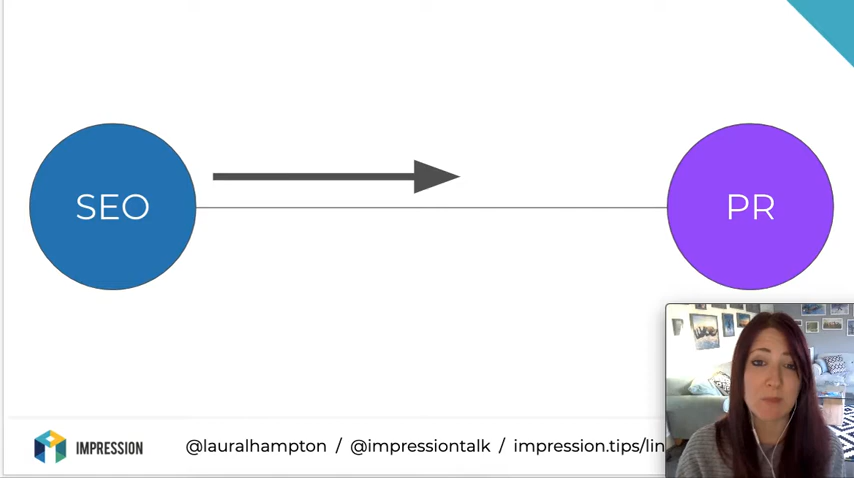 SEO
PR
IMPRESSION
@lauralhampton / @impressiontalk / impression.tips/lin